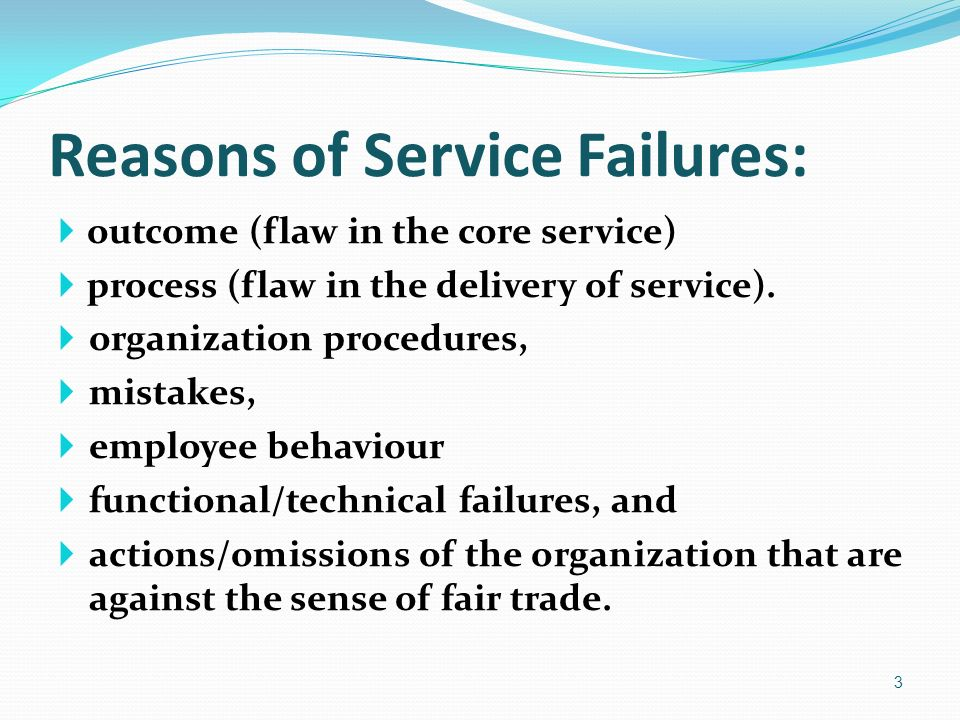 Reasons of Service Failures:
outcome (flaw in the core service)
process (flaw in the delivery of service).
organization procedures,
mistakes,
employee behaviour
functional/technical failures, and
actions/omissions of the organization that are
against the sense of fair trade.
3